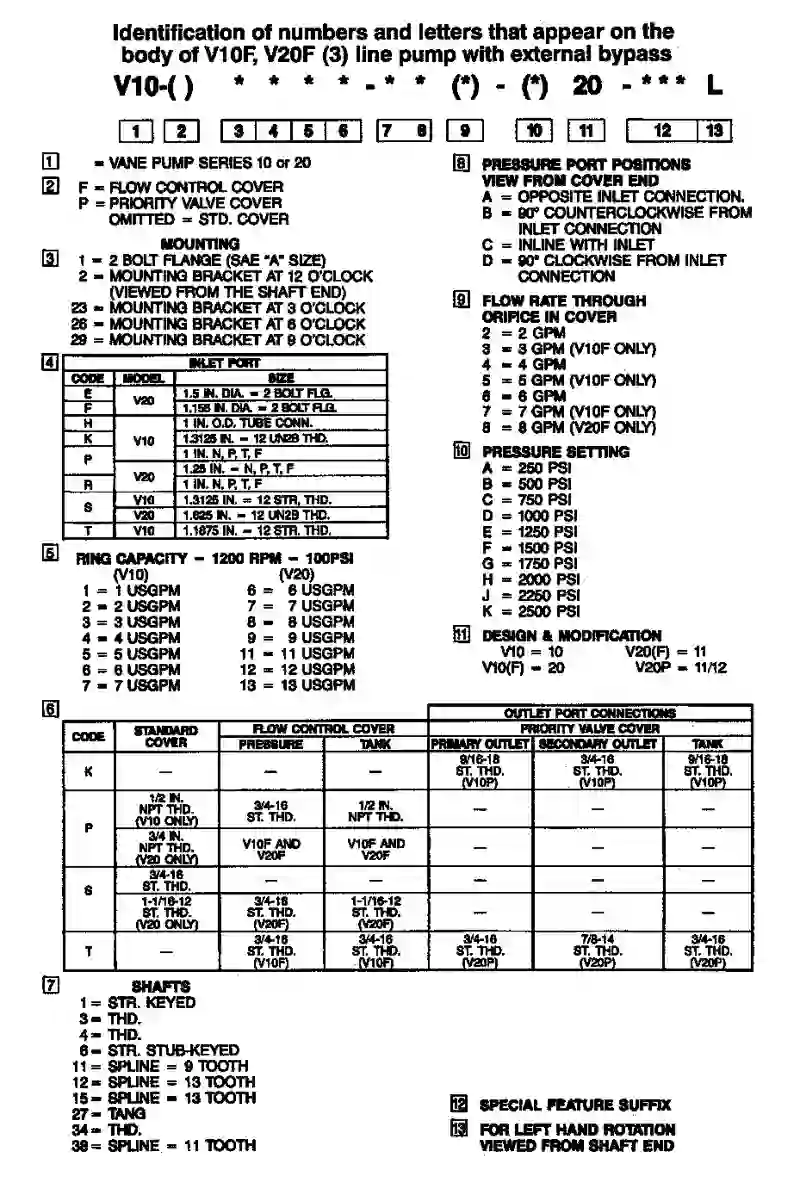 Identification of numbers and letters that appear on the
body of V10F, V20F (3) line pump with external bypass
V10-( ) * * * * - * * (*) - (*) 20 - * * * L
1 2 3 4 5 6 7 8 9 10 11 12 13
1 = VANE PUMP SERIES 10 or 20
2 F = FLOW CONTROL COVER
P = PRIORITY VALVE COVER
OMITTED = STD. COVER
MOUNTING
3 1 = 2 BOLT FLANGE (SAE "A" SIZE)
2 = MOUNTING BRACKET AT 12 O'CLOCK
(VIEWED FROM THE SHAFT END)
23 = MOUNTING BRACKET AT 3 O'CLOCK
26 = MOUNTING BRACKET AT 6 O'CLOCK
29 = MOUNTING BRACKET AT 9 O'CLOCK
4 INLET PORT
CODE MODEL SIZE
E V20 1.5 IN. DIA. = 2 BOLT FLG.
F 1.156 IN. DIA. = 2 BOLT FLG.
H V10 1 IN. O.D. TUBE CONN.
K 1.3125 IN. - 12 UN2B THD.
P 1 IN. N, P, T, F
V20 1.25 IN. - N, P, T, F
R 1 IN. N, P, T, F
S V10 1.3125 IN. = 12 STR, THD.
V20 1.625 IN. - 12 UN2B THD.
T V10 1.1875 IN. - 12 STR. THD.
5 RING CAPACITY - 1200 RPM - 100PSI
(V10) (V20)
1 = 1 USGPM 6 = 6 USGPM
2 = 2 USGPM 7 = 7 USGPM
3 = 3 USGPM 8 = 8 USGPM
4 = 4 USGPM 9 = 9 USGPM
5 = 5 USGPM 11 = 11 USGPM
6 = 6 USGPM 12 = 12 USGPM
7 = 7 USGPM 13 = 13 USGPM
8 PRESSURE PORT POSITIONS
VIEW FROM COVER END
A = OPPOSITE INLET CONNECTION.
B = 90° COUNTERCLOCKWISE FROM
INLET CONNECTION
C = INLINE WITH INLET
D = 90° CLOCKWISE FROM INLET
CONNECTION
9 FLOW RATE THROUGH
ORIFICE IN COVER
2 = 2 GPM
3 = 3 GPM (V10F ONLY)
4 = 4 GPM
5 = 5 GPM (V10F ONLY)
6 = 6 GPM
7 = 7 GPM (V10F ONLY)
8 = 8 GPM (V20F ONLY)
10 PRESSURE SETTING
A = 250 PSI
B = 500 PSI
C = 750 PSI
D = 1000 PSI
E = 1250 PSI
F = 1500 PSI
G = 1750 PSI
H = 2000 PSI
J = 2250 PSI
K = 2500 PSI
11 DESIGN & MODIFICATION
V10 = 10 V20(F) = 11
V10(F) = 20 V20P = 11/12
6 OUTLET PORT CONNECTIONS
CODE STANDARD COVER FLOW CONTROL COVER PRIORITY VALVE COVER
PRESSURE TANK PRIMARY OUTLET SECONDARY OUTLET TANK
K — — — 9/16-18 ST. THD. (V10P) 3/4-16 ST. THD. (V10P) 9/16-18 ST. THD. (V10P)
P 1/2 IN. NPT THD. (V10 ONLY) 3/4-16 ST. THD. 1/2 IN. NPT THD. — — —
3/4 IN. NPT THD. (V20 ONLY) V10F AND V20F V10F AND V20F — — —
S 3/4-16 ST. THD. — — — — —
1-1/16-12 ST. THD. (V20 ONLY) 3/4-16 ST. THD. (V20F) 1-1/16-12 ST. THD. (V20F) — — —
T — 3/4-16 ST. THD. (V10F) 3/4-16 ST. THD. (V10F) 3/4-16 ST. THD. (V20P) 7/8-14 ST. THD. (V20P) 3/4-16 ST. THD. (V20P)
7 SHAFTS
1 = STR. KEYED
3 = THD.
4 = THD.
6 = STR. STUB-KEYED
11 = SPLINE = 9 TOOTH
12 = SPLINE = 13 TOOTH
15 = SPLINE = 13 TOOTH
27 = TANG
34 = THD.
38 = SPLINE = 11 TOOTH
12 SPECIAL FEATURE SUFFIX
13 FOR LEFT HAND ROTATION
VIEWED FROM SHAFT END